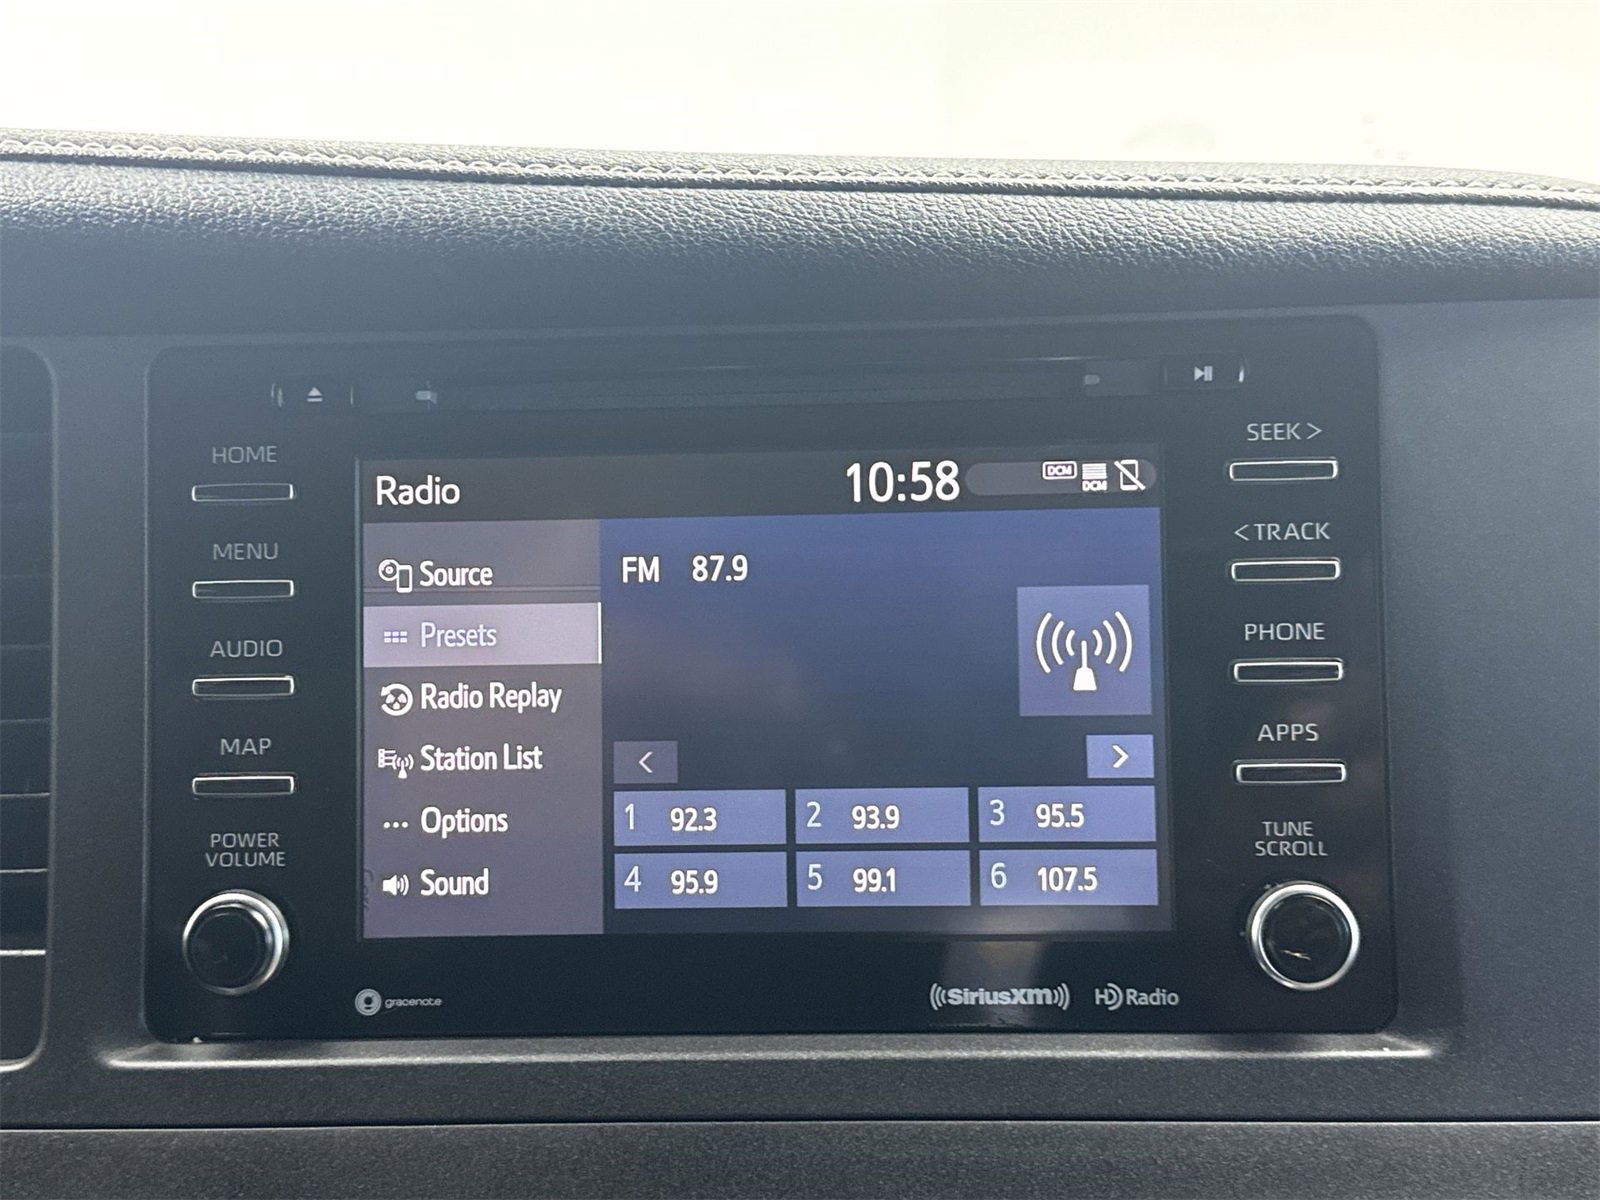 HOME
MENU
AUDIO
MAP
POWER
VOLUME
Radio
10:58
DCM
DCM
Source
Presets
Radio Replay
Station List
Options
Sound
FM 87.9
<
>
1 92.3
2 93.9
3 95.5
4 95.9
5 99.1
6 107.5
SEEK >
< TRACK
PHONE
APPS
TUNE
SCROLL
gracenote
((SiriusXM))
HD Radio